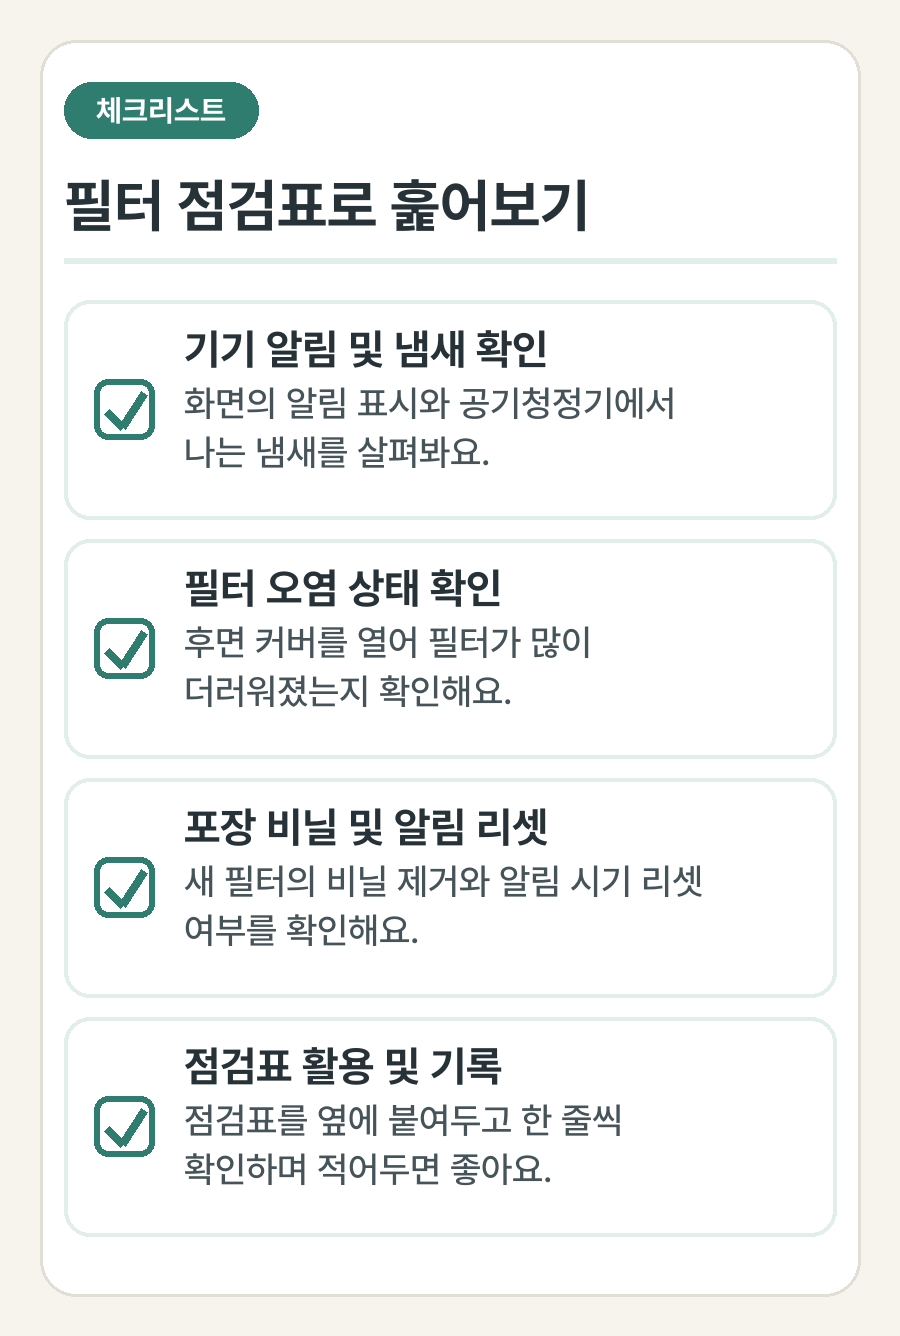 체크리스트
필터 점검표로 훑어보기
기기 알림 및 냄새 확인
화면의 알림 표시와 공기청정기에서
나는 냄새를 살펴봐요.
필터 오염 상태 확인
후면 커버를 열어 필터가 많이
더러워졌는지 확인해요.
포장 비닐 및 알림 리셋
새 필터의 비닐 제거와 알림 시기 리셋
여부를 확인해요.
점검표 활용 및 기록
점검표를 옆에 붙여두고 한 줄씩
확인하며 적어두면 좋아요.